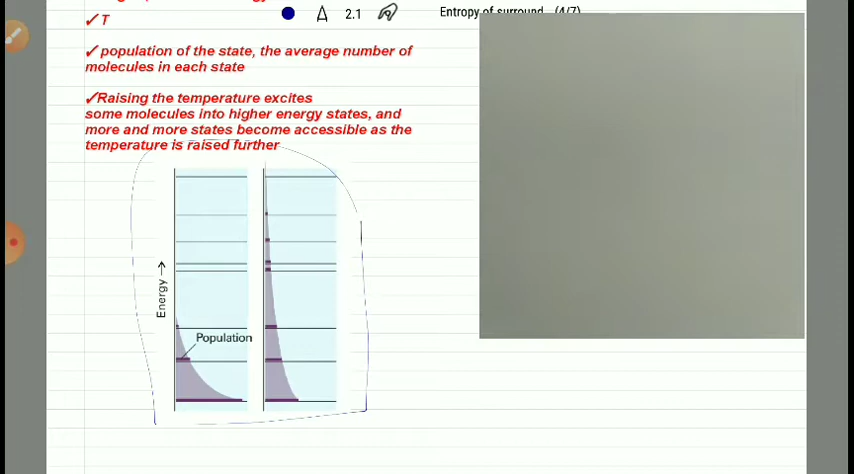 ✓T
2.1
Entropy of surround (4/7)
✓ population of the state, the average number of
molecules in each state
✓Raising the temperature excites
some molecules into higher energy states, and
more and more states become accessible as the
temperature is raised further
Energy →
Population